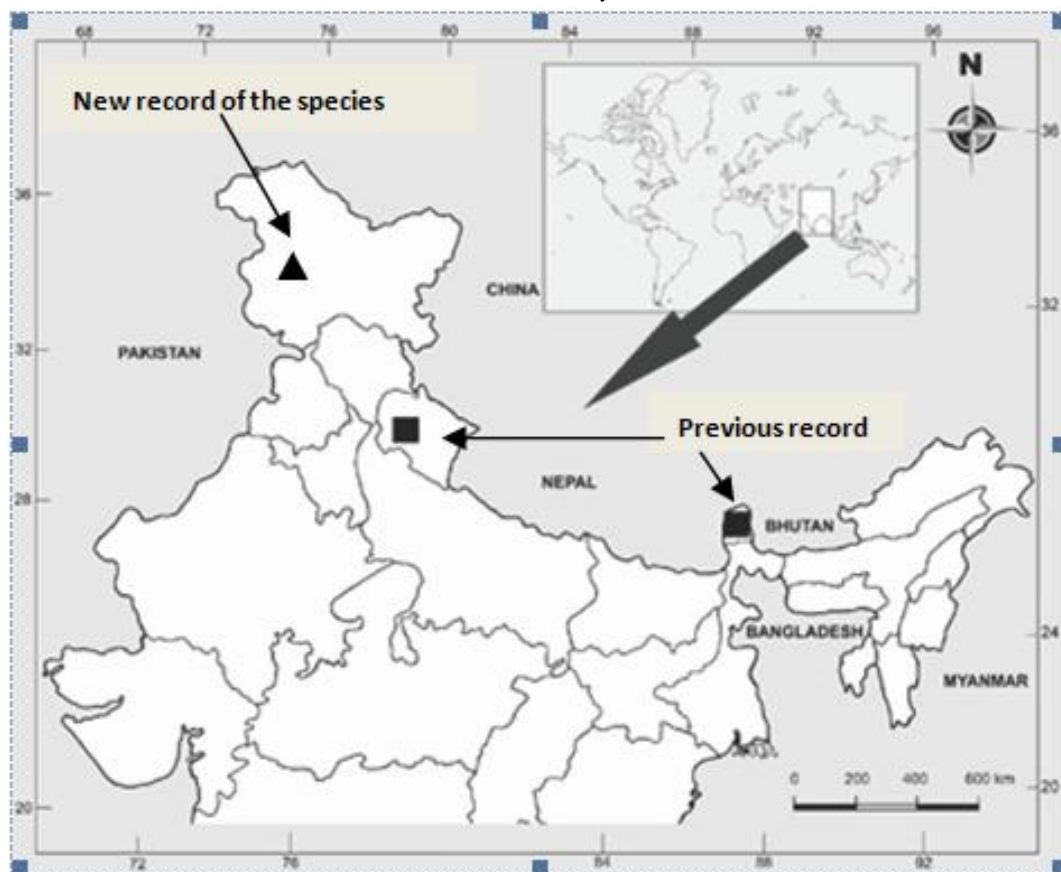 68 72 76 80 84 88 92 96
N
New record of the species
36
36
CHINA
32
PAKISTAN
32
Previous record
NEPAL
28
BHUTAN
BANGLADESH
24
MYANMAR
0 200 400 600 km
20
20
72 76 84 88 92